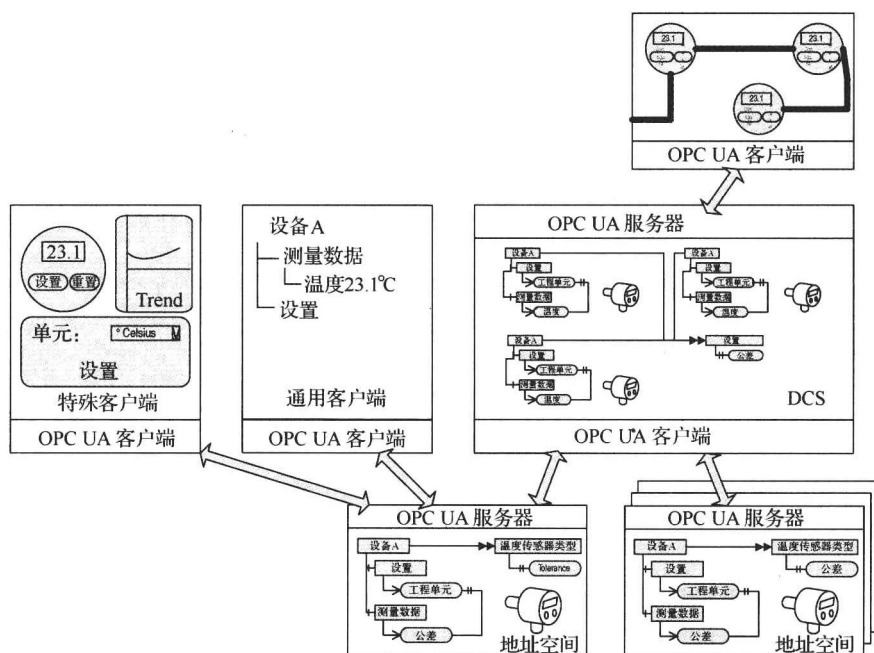 23.1
23.1
23.1
OPC UA 客户端
23.1
设置
重置
Trend
单元：
° Celsius
设置
特殊客户端
OPC UA 客户端
设备A
测量数据
温度23.1℃
设置
通用客户端
OPC UA 客户端
OPC UA 服务器
设备A
设置
工程单元
测量数据
温度
设备A
设置
工程单元
测量数据
温度
设备A
设置
工程单元
测量数据
温度
设置
公差
DCS
OPC UA 客户端
OPC UA 服务器
设备A
温度传感器类型
设置
Tolerance
工程单元
测量数据
公差
地址空间
OPC UA 服务器
设备A
温度传感器类型
设置
公差
工程单元
测量数据
公差
地址空间